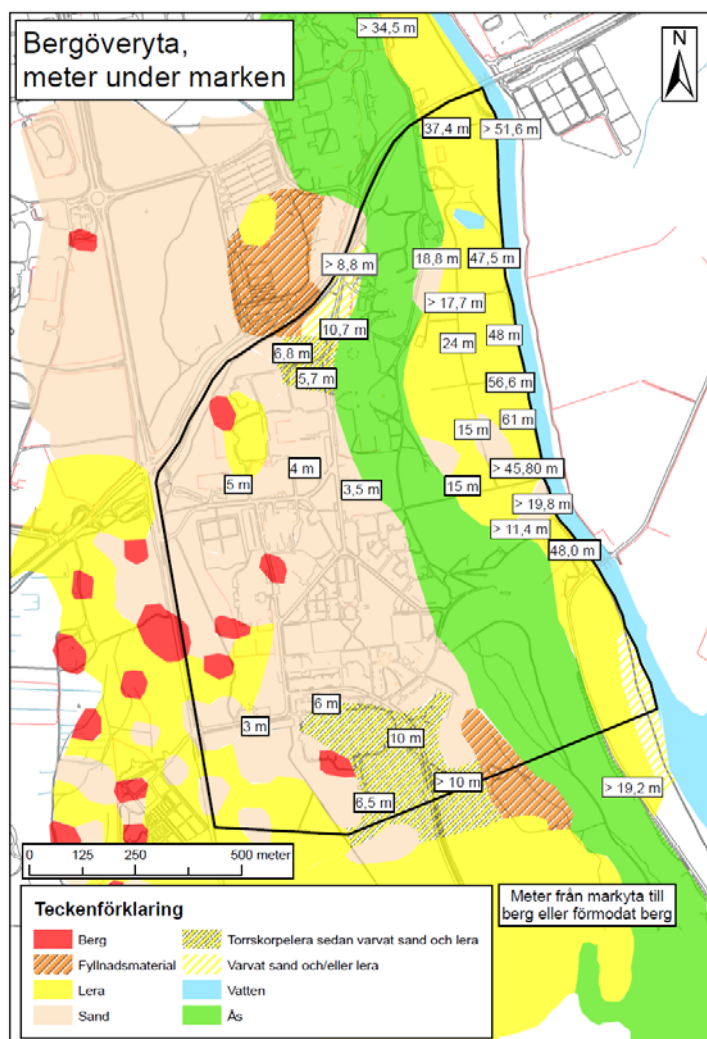 Bergöveryta,
meter under marken
N
> 34,5 m
37,4 m
> 51,6 m
> 8,8 m
18,8 m
47,5 m
> 17,7 m
10,7 m
24 m
48 m
6,8 m
5,7 m
56,6 m
61 m
15 m
4 m
> 45,80 m
5 m
3,5 m
15 m
> 19,8 m
> 11,4 m
48,0 m
6 m
3 m
10 m
> 10 m
> 19,2 m
6,5 m
0 125 250 500 meter
Meter från markyta till
berg eller förmodat berg
Teckenförklaring
Berg
Torrskorpelera sedan varvat sand och lera
Fyllnadsmaterial
Varvat sand och/eller lera
Lera
Vatten
Sand
Ås